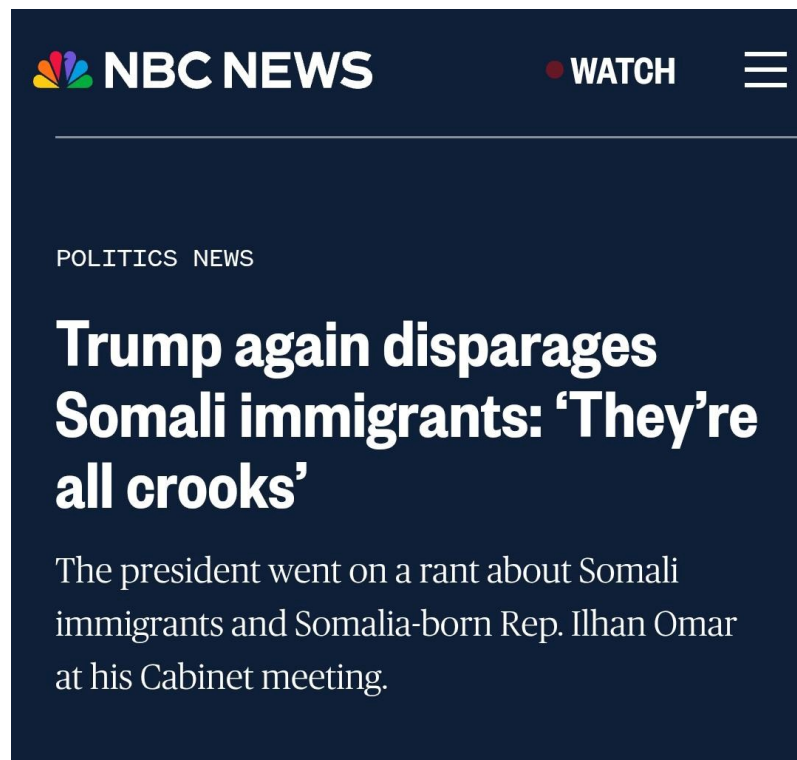 NBC NEWS WATCH
POLITICS NEWS
Trump again disparages
Somali immigrants: ‘They’re
all crooks’
The president went on a rant about Somali
immigrants and Somalia-born Rep. Ilhan Omar
at his Cabinet meeting.